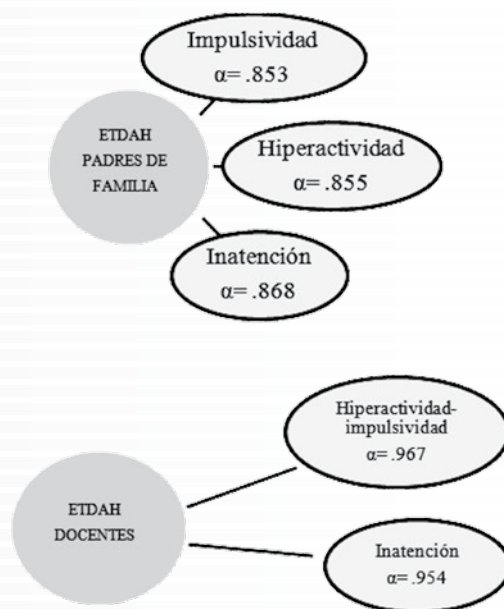 Impulsividad
α= .853
ETDAH
PADRES DE
FAMILIA
Hiperactividad
α= .855
Inatención
α= .868
Hiperactividad-
impulsividad
α= .967
ETDAH
DOCENTES
Inatención
α= .954